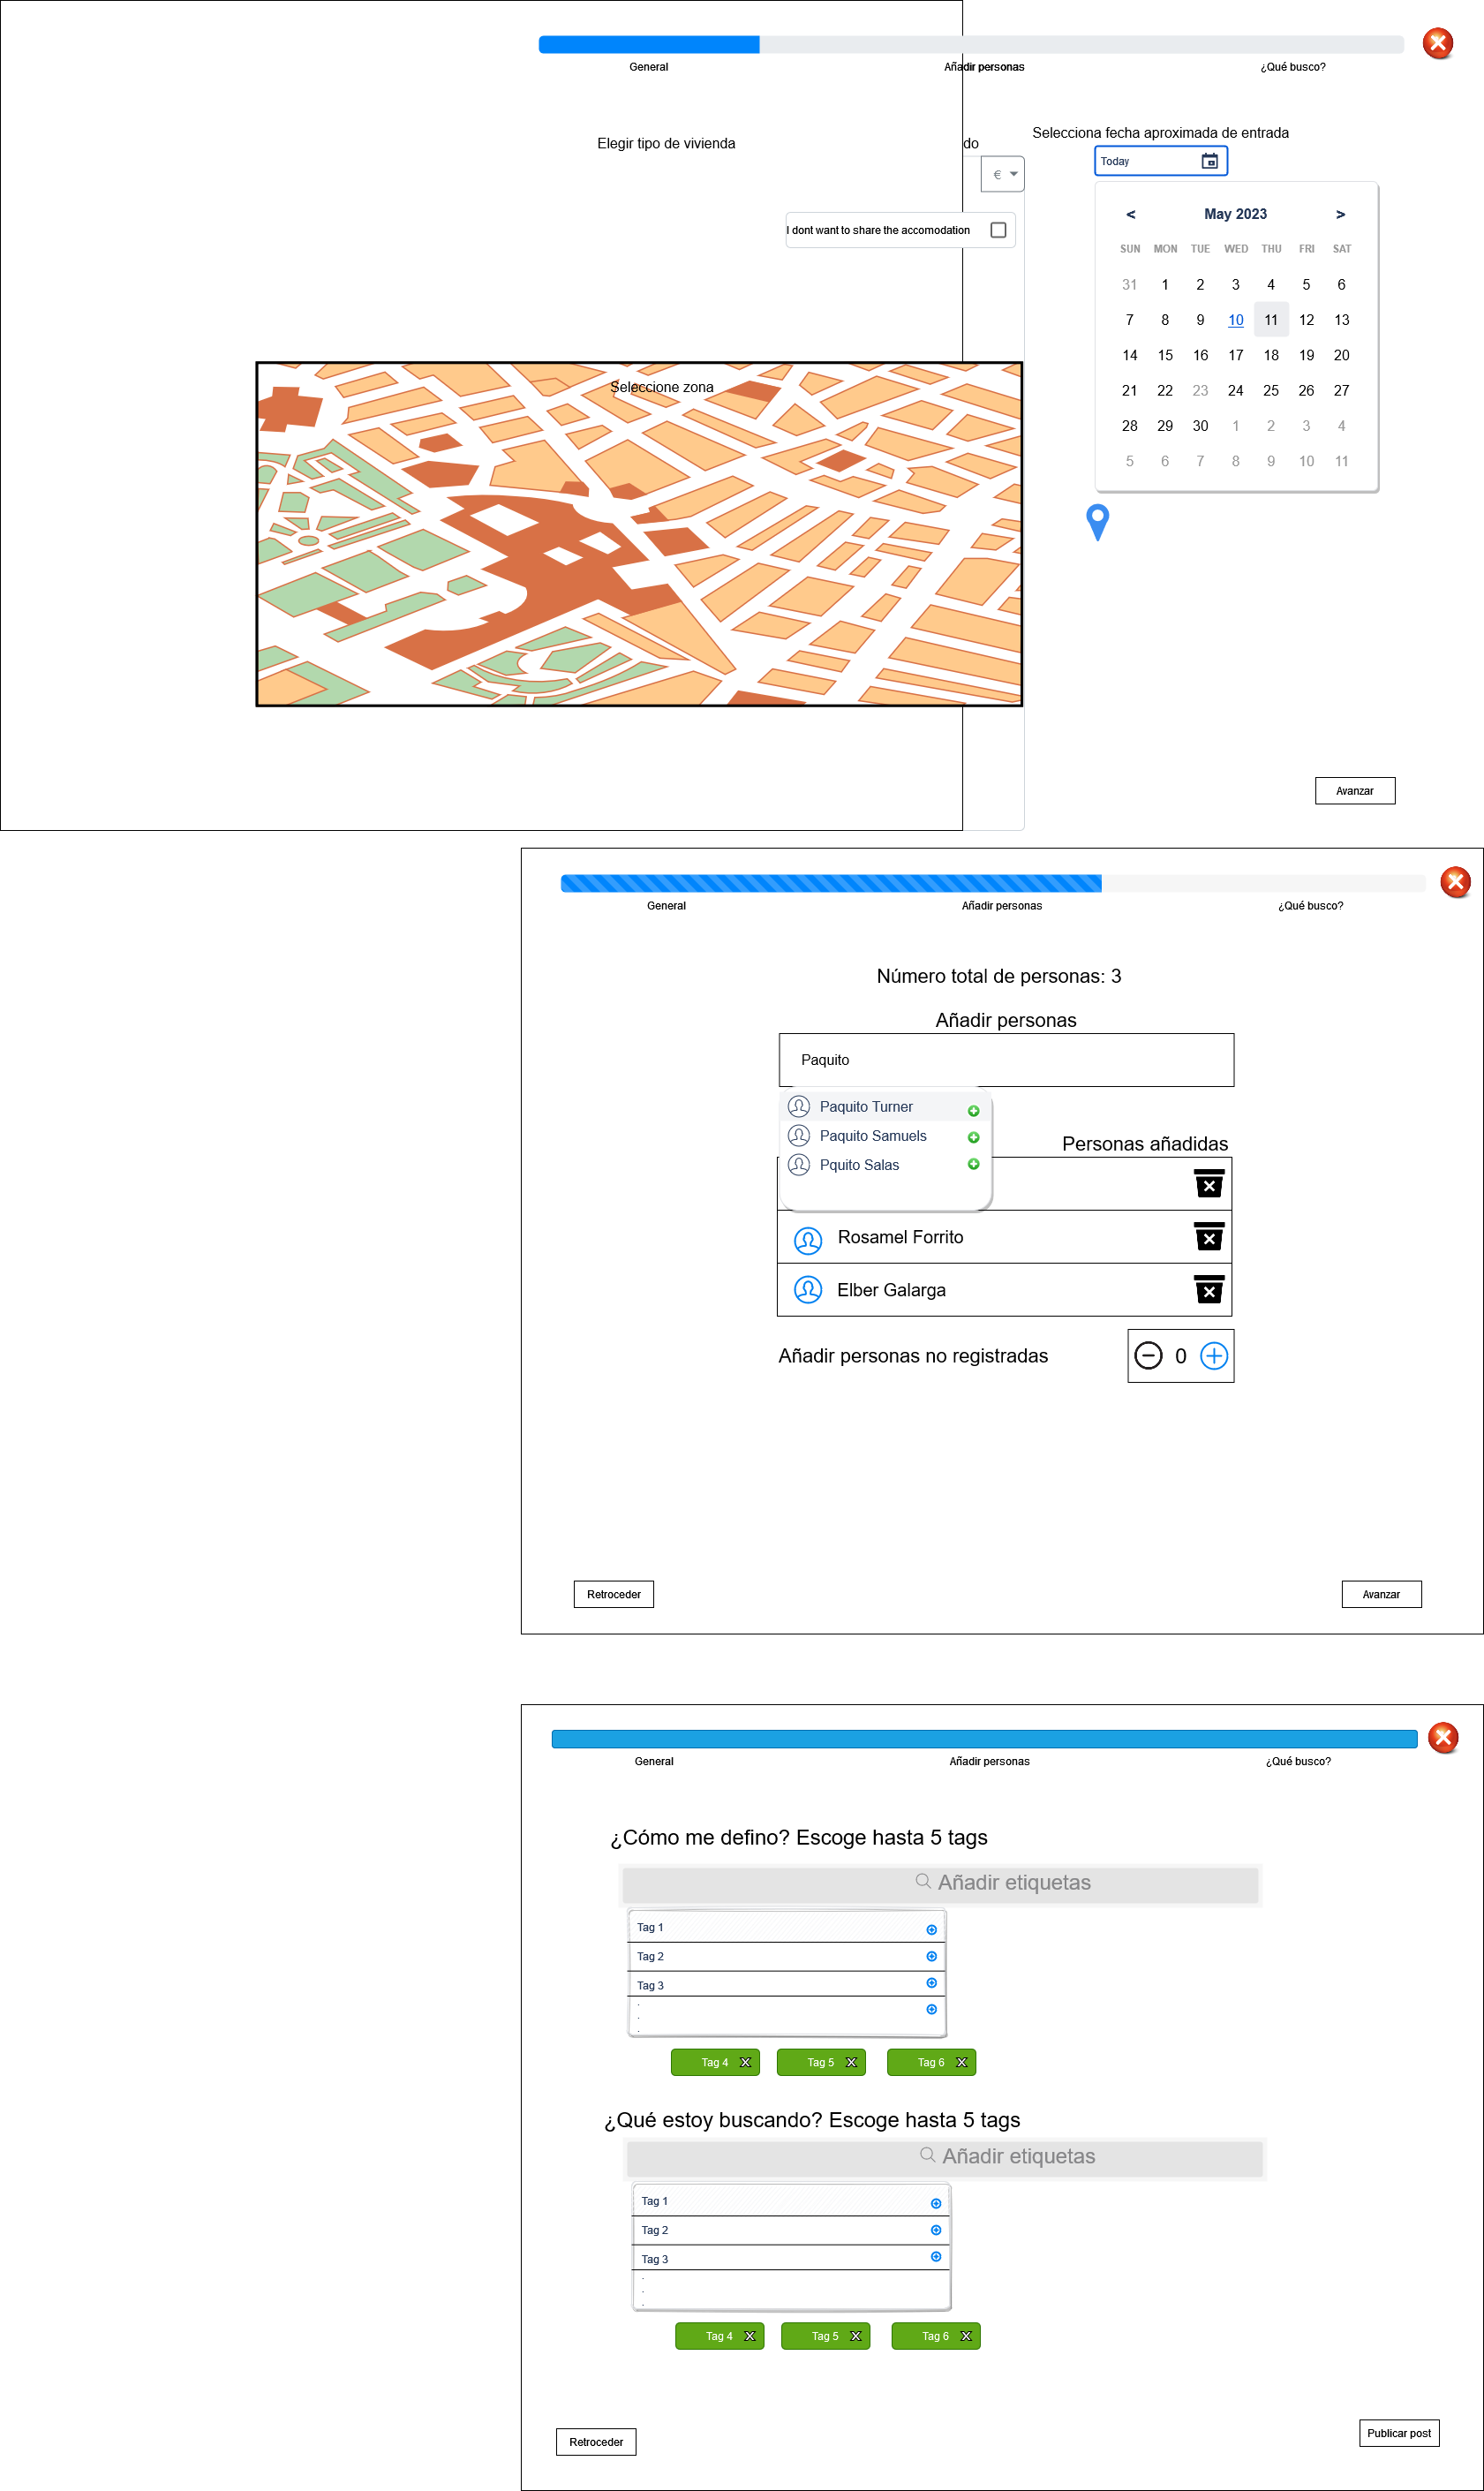 General
Añadir personas
¿Qué busco?
Elegir tipo de vivienda
do
Selecciona fecha aproximada de entrada
€
Today
I dont want to share the accomodation
< May 2023 >
SUN MON TUE WED THU FRI SAT
31 1 2 3 4 5 6
7 8 9 10 11 12 13
14 15 16 17 18 19 20
21 22 23 24 25 26 27
28 29 30 1 2 3 4
5 6 7 8 9 10 11
Seleccione zona
Avanzar
General
Añadir personas
¿Qué busco?
Número total de personas: 3
Añadir personas
Paquito
Paquito Turner
Paquito Samuels
Pquito Salas
Personas añadidas
Rosamel Forrito
Elber Galarga
Añadir personas no registradas
0
Retroceder
Avanzar
General
Añadir personas
¿Qué busco?
¿Cómo me defino? Escoge hasta 5 tags
Añadir etiquetas
Tag 1
Tag 2
Tag 3
.
.
.
Tag 4
Tag 5
Tag 6
¿Qué estoy buscando? Escoge hasta 5 tags
Añadir etiquetas
Tag 1
Tag 2
Tag 3
.
.
.
Tag 4
Tag 5
Tag 6
Retroceder
Publicar post